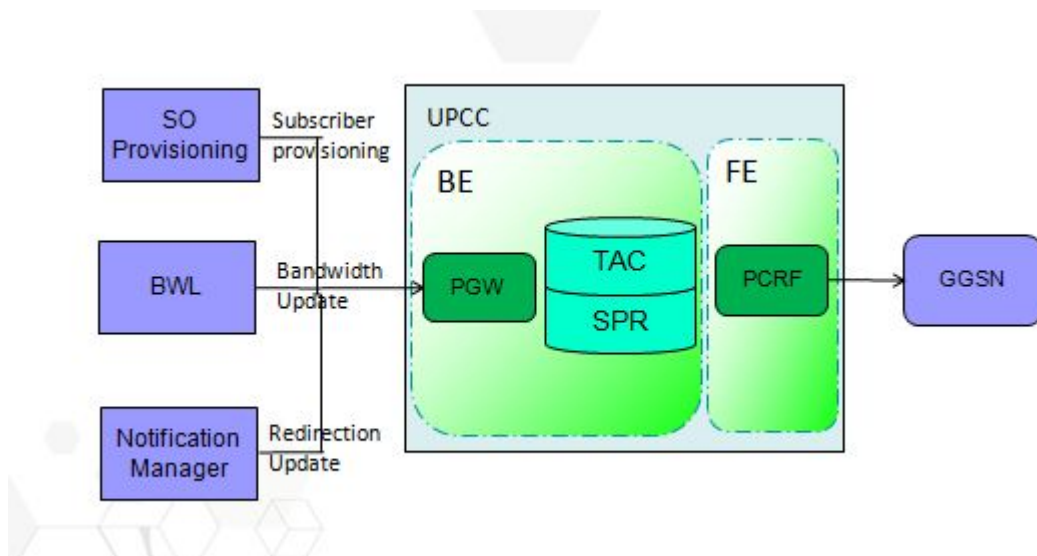 SO
Provisioning
Subscriber
provisioning
UPCC
BE
FE
BWL
Bandwidth
Update
PGW
TAC
SPR
PCRF
GGSN
Notification
Manager
Redirection
Update